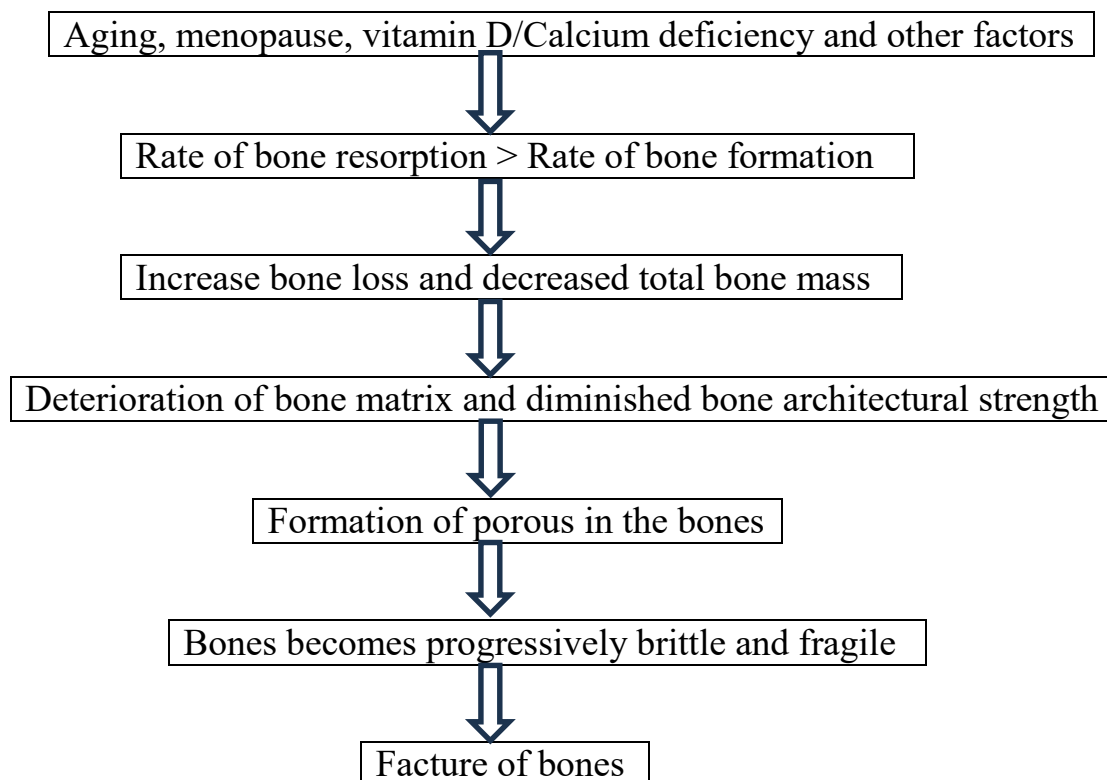 Aging, menopause, vitamin D/Calcium deficiency and other factors
Rate of bone resorption > Rate of bone formation
Increase bone loss and decreased total bone mass
Deterioration of bone matrix and diminished bone architectural strength
Formation of porous in the bones
Bones becomes progressively brittle and fragile
Facture of bones